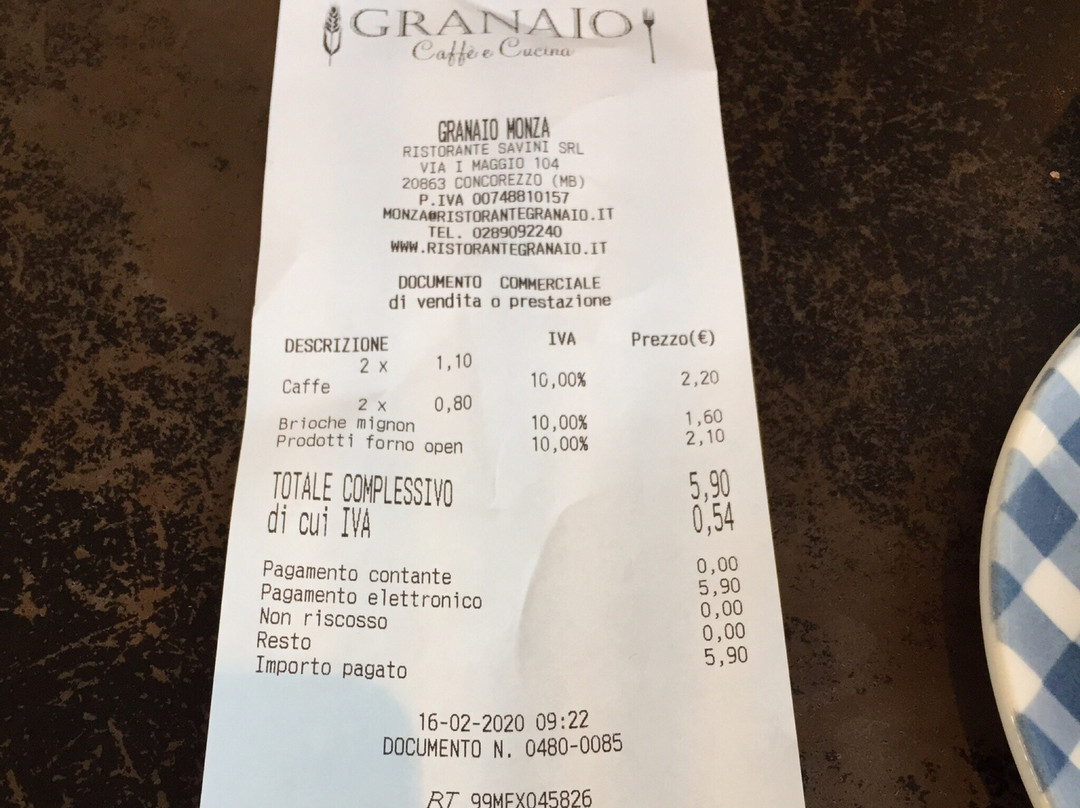 GRANAIO
Caffè e Cucina
GRANAIO MONZA
RISTORANTE SAVINI SRL
VIA I MAGGIO 104
20863 CONCOREZZO (MB)
P.IVA 00748810157
MONZA@RISTORANTEGRANAIO.IT
TEL. 0289092240
WWW.RISTORANTEGRANAIO.IT
DOCUMENTO COMMERCIALE
di vendita o prestazione
DESCRIZIONE IVA Prezzo(€)
2 x 1,10
Caffe 10,00% 2,20
2 x 0,80
Brioche mignon 10,00% 1,60
Prodotti forno open 10,00% 2,10
TOTALE COMPLESSIVO 5,90
di cui IVA 0,54
Pagamento contante 0,00
Pagamento elettronico 5,90
Non riscosso 0,00
Resto 0,00
Importo pagato 5,90
16-02-2020 09:22
DOCUMENTO N. 0480-0085
RT 99MEX045826